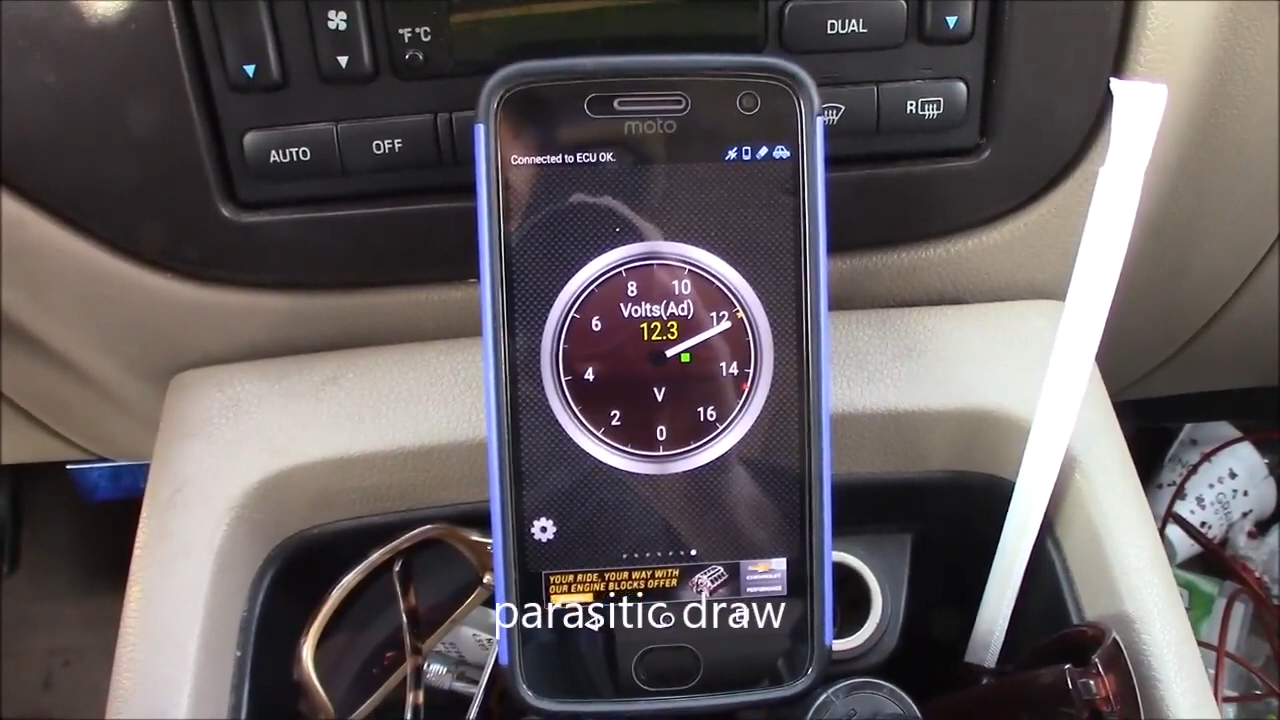 °F °C
DUAL
AUTO
OFF
R
moto
Connected to ECU OK.
8
10
Volts(Ad)
12.3
6
12
4
14
V
2
16
0
YOUR RIDE, YOUR WAY WITH
OUR ENGINE BLOCKS OFFER
CHEVROLET
PERFORMANCE
parasitic draw